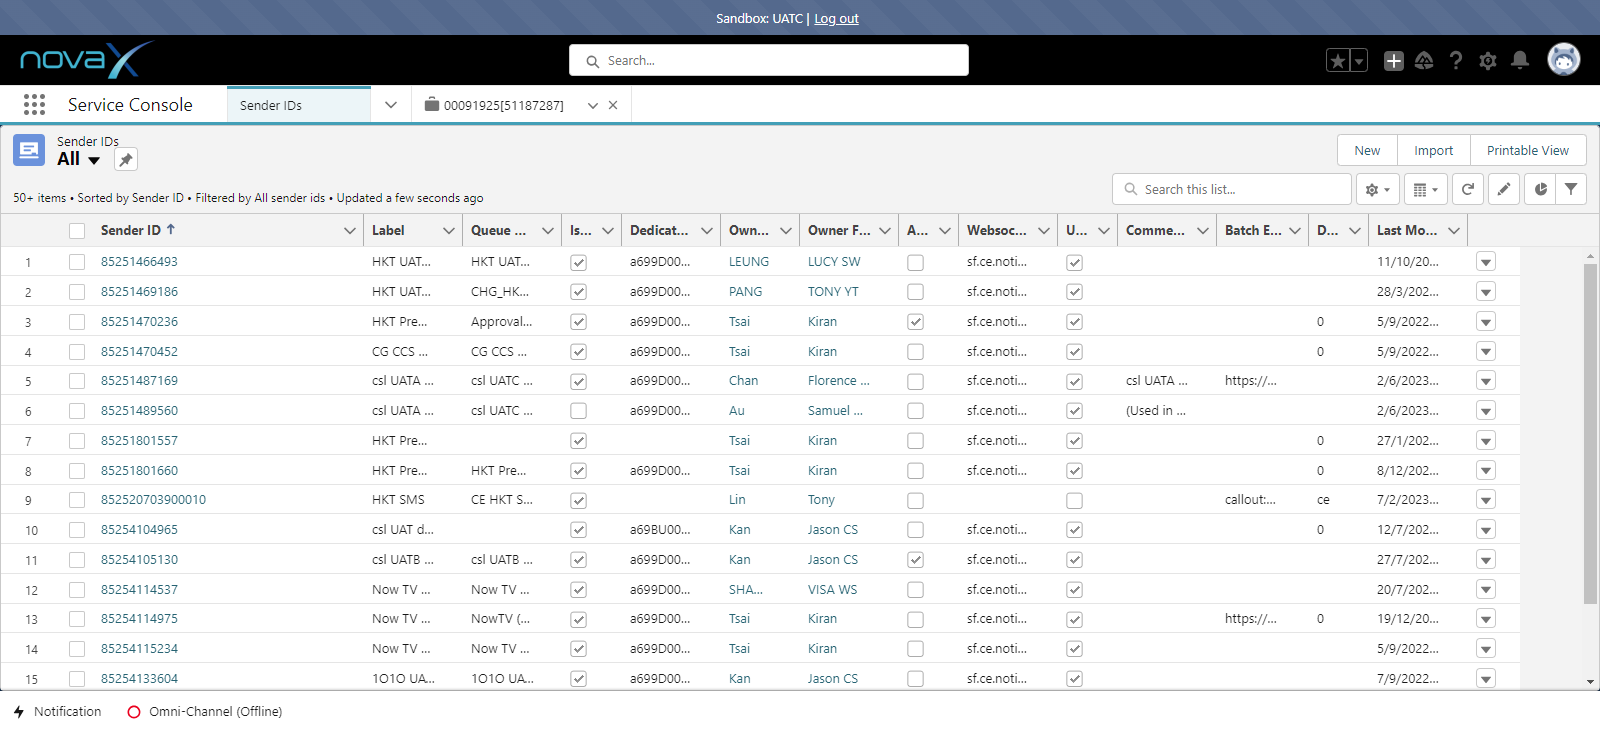 Sandbox: UATC | Log out
novaX
Search...
Service Console
Sender IDs
00091925[51187287]
Sender IDs
All
New
Import
Printable View
50+ items • Sorted by Sender ID • Filtered by All sender ids • Updated a few seconds ago
Search this list...
Sender ID Label Queue ... Is... Dedicat... Own... Owner F... A... Websoc... U... Comme... Batch E... D... Last Mo...
1 85251466493 HKT UAT... HKT UAT... a699D00... LEUNG LUCY SW sf.ce.noti... 11/10/20...
2 85251469186 HKT UAT... CHG_HK... a699D00... PANG TONY YT sf.ce.noti... 28/3/202...
3 85251470236 HKT Pre... Approval... a699D00... Tsai Kiran sf.ce.noti... 0 5/9/2022...
4 85251470452 CG CCS ... CG CCS ... a699D00... Tsai Kiran sf.ce.noti... 0 5/9/2022...
5 85251487169 csl UATA ... csl UATC ... a699D00... Chan Florence ... sf.ce.noti... csl UATA ... https://... 2/6/2023...
6 85251489560 csl UATA ... csl UATC ... a699D00... Au Samuel ... sf.ce.noti... (Used in ... 2/6/2023...
7 85251801557 HKT Pre... Tsai Kiran sf.ce.noti... 0 27/1/202...
8 85251801660 HKT Pre... HKT Pre... a699D00... Tsai Kiran sf.ce.noti... 0 8/12/202...
9 852520703900010 HKT SMS CE HKT S... Lin Tony callout:... ce 7/2/2023...
10 85254104965 csl UAT d... a69BU00... Kan Jason CS sf.ce.noti... 0 12/7/202...
11 85254105130 csl UATB ... csl UATB ... a699D00... Kan Jason CS sf.ce.noti... 27/7/202...
12 85254114537 Now TV ... Now TV ... a699D00... SHA... VISA WS sf.ce.noti... 20/7/202...
13 85254114975 Now TV ... NowTV (... a699D00... Tsai Kiran sf.ce.noti... https://... 0 19/12/20...
14 85254115234 Now TV ... Now TV ... a699D00... Tsai Kiran sf.ce.noti... 5/9/2022...
15 85254133604 1O1O UA... 1O1O UA... a699D00... Kan Jason CS sf.ce.noti... 7/9/2022...
Notification
Omni-Channel (Offline)